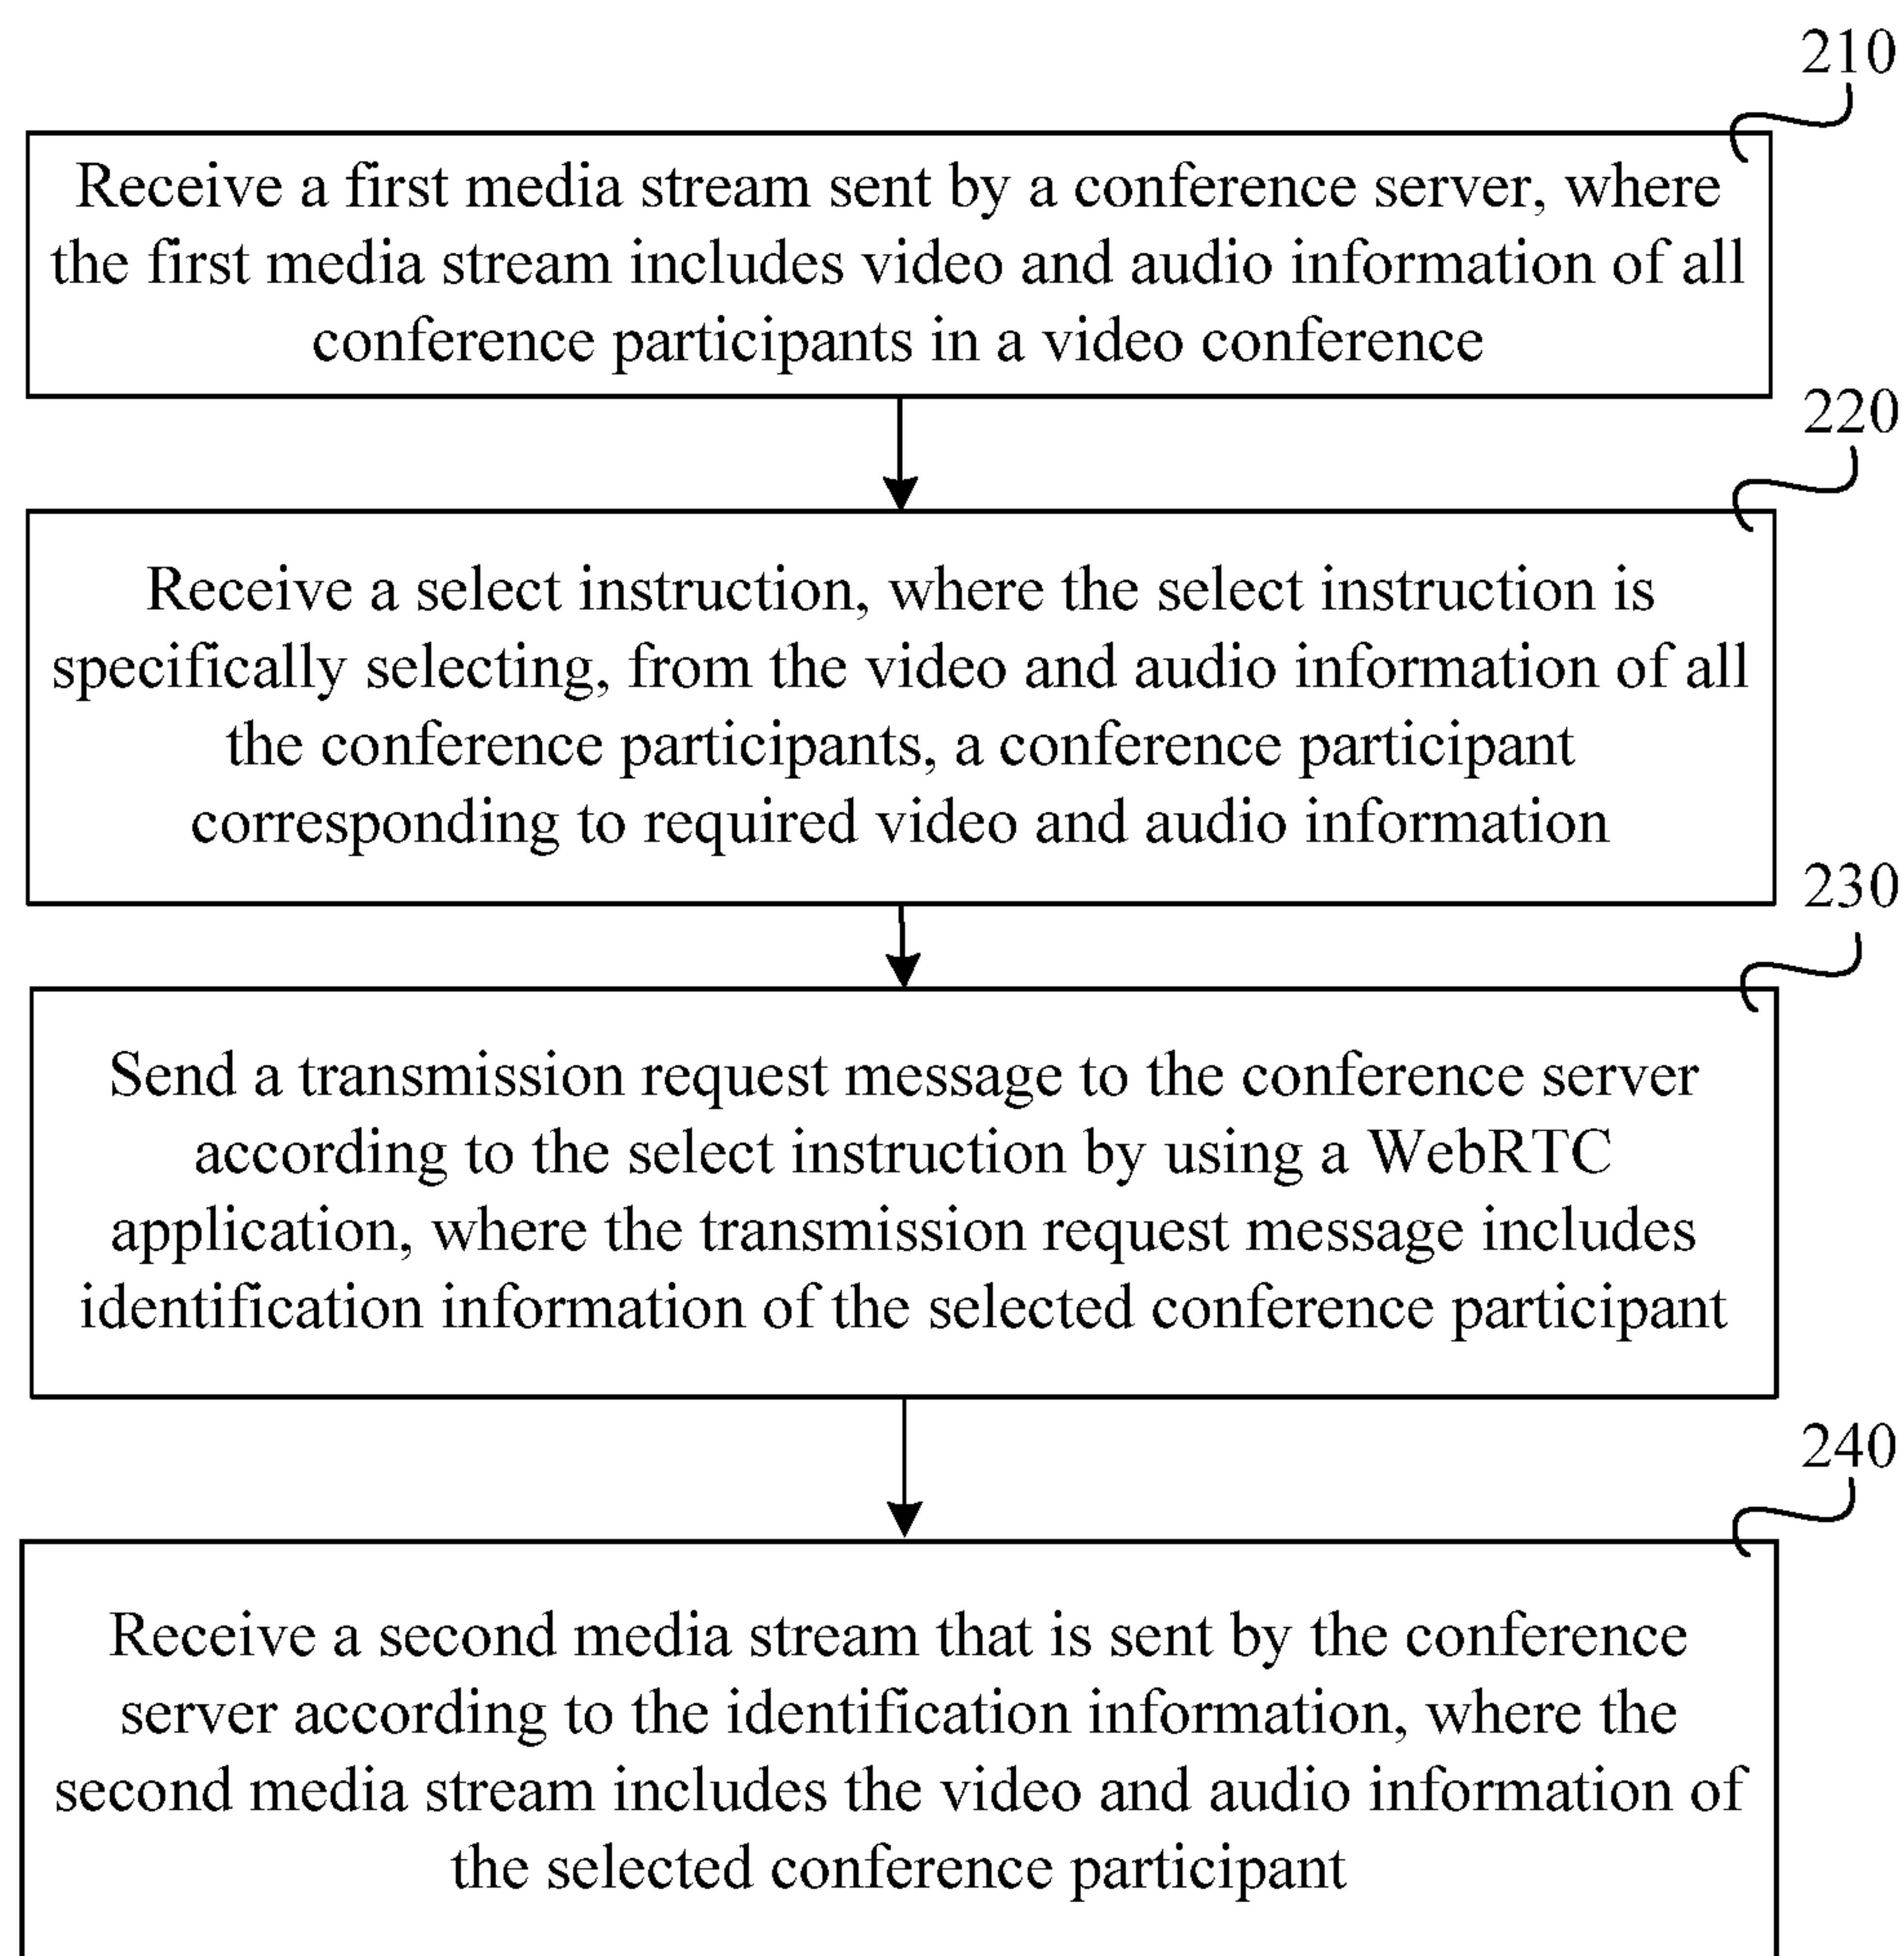 210
Receive a first media stream sent by a conference server, where
the first media stream includes video and audio information of all
conference participants in a video conference
220
Receive a select instruction, where the select instruction is
specifically selecting, from the video and audio information of all
the conference participants, a conference participant
corresponding to required video and audio information
230
Send a transmission request message to the conference server
according to the select instruction by using a WebRTC
application, where the transmission request message includes
identification information of the selected conference participant
240
Receive a second media stream that is sent by the conference
server according to the identification information, where the
second media stream includes the video and audio information of
the selected conference participant